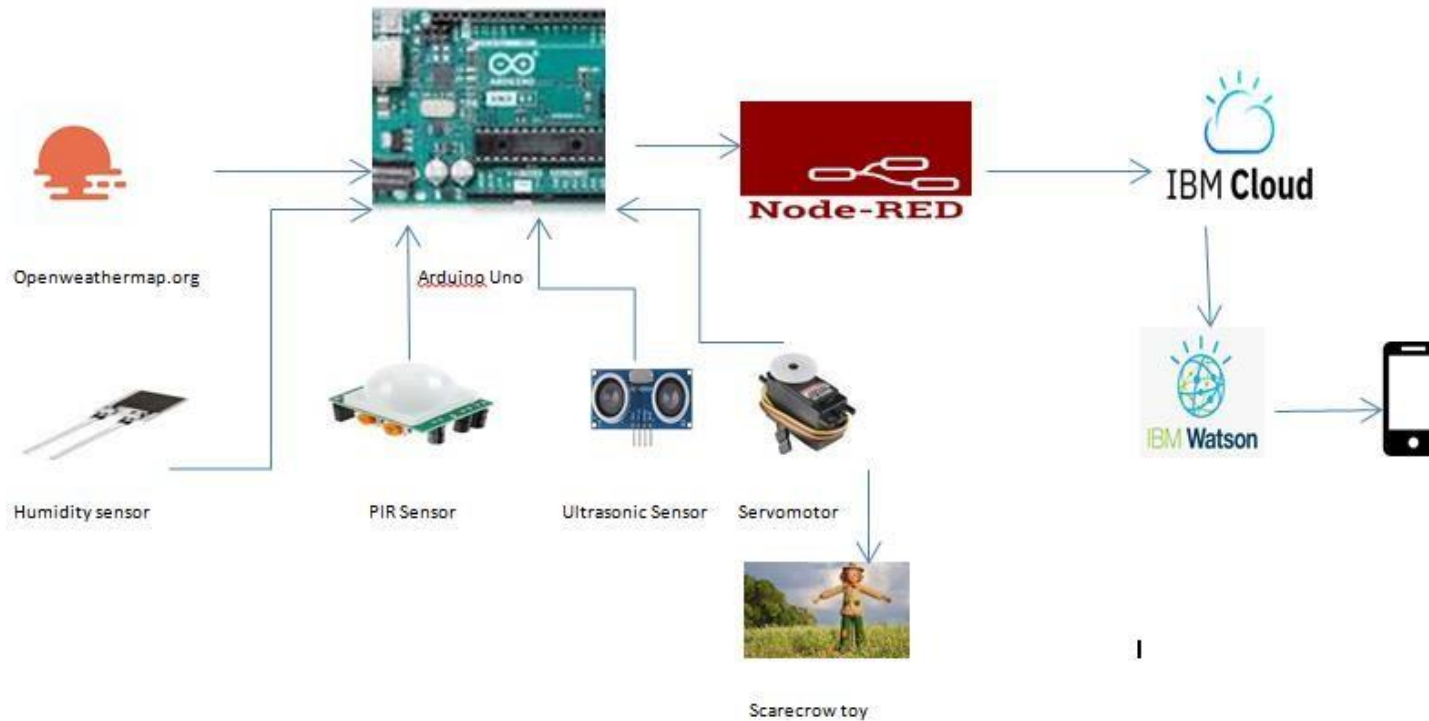 ARDUINO
Node-RED
IBM Cloud
Openweathermap.org
Arduino Uno
IBM Watson
Humidity sensor
PIR Sensor
Ultrasonic Sensor
Servomotor
Scarecrow toy